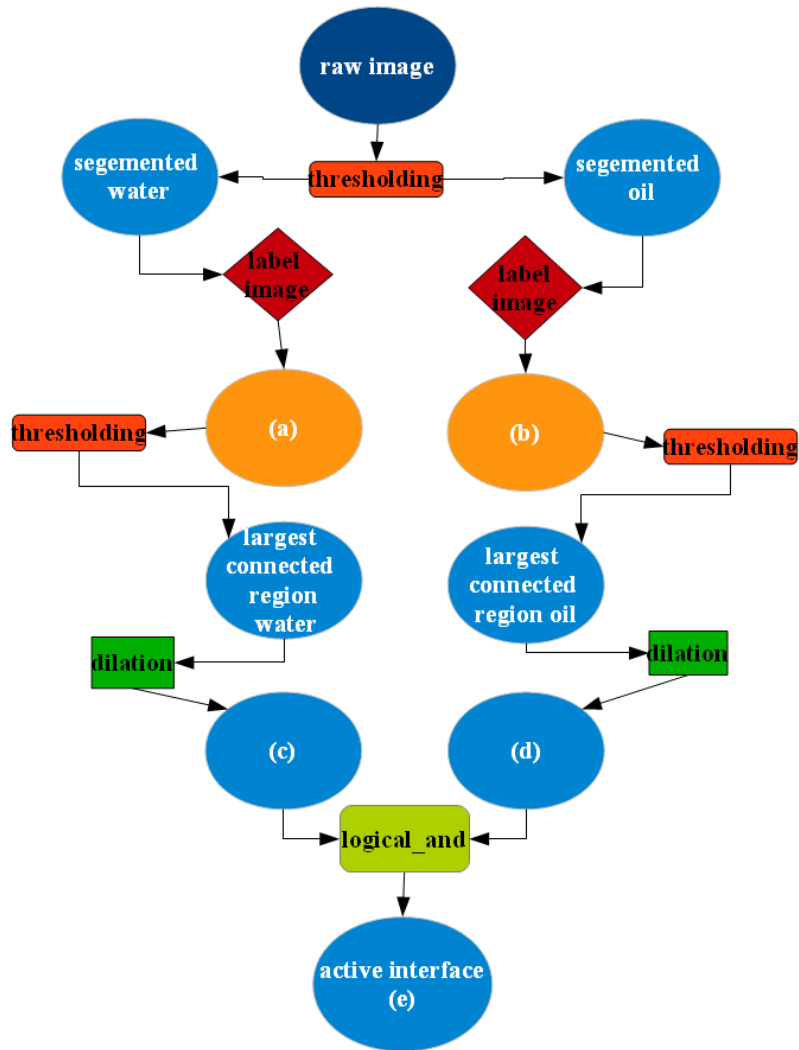 raw image
segemented
water
thresholding
segemented
oil
label
image
label
image
(a)
(b)
thresholding
thresholding
largest
connected
region
water
largest
connected
region oil
dilation
dilation
(c)
(d)
logical_and
active interface
(e)